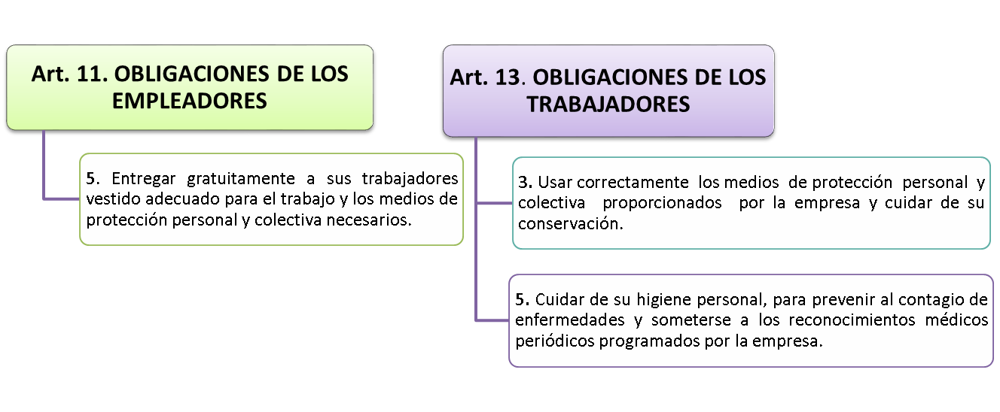 Art. 11. OBLIGACIONES DE LOS
EMPLEADORES
5. Entregar gratuitamente a sus trabajadores
vestido adecuado para el trabajo y los medios de
protección personal y colectiva necesarios.
Art. 13. OBLIGACIONES DE LOS
TRABAJADORES
3. Usar correctamente los medios de protección personal y
colectiva proporcionados por la empresa y cuidar de su
conservación.
5. Cuidar de su higiene personal, para prevenir al contagio de
enfermedades y someterse a los reconocimientos médicos
periódicos programados por la empresa.